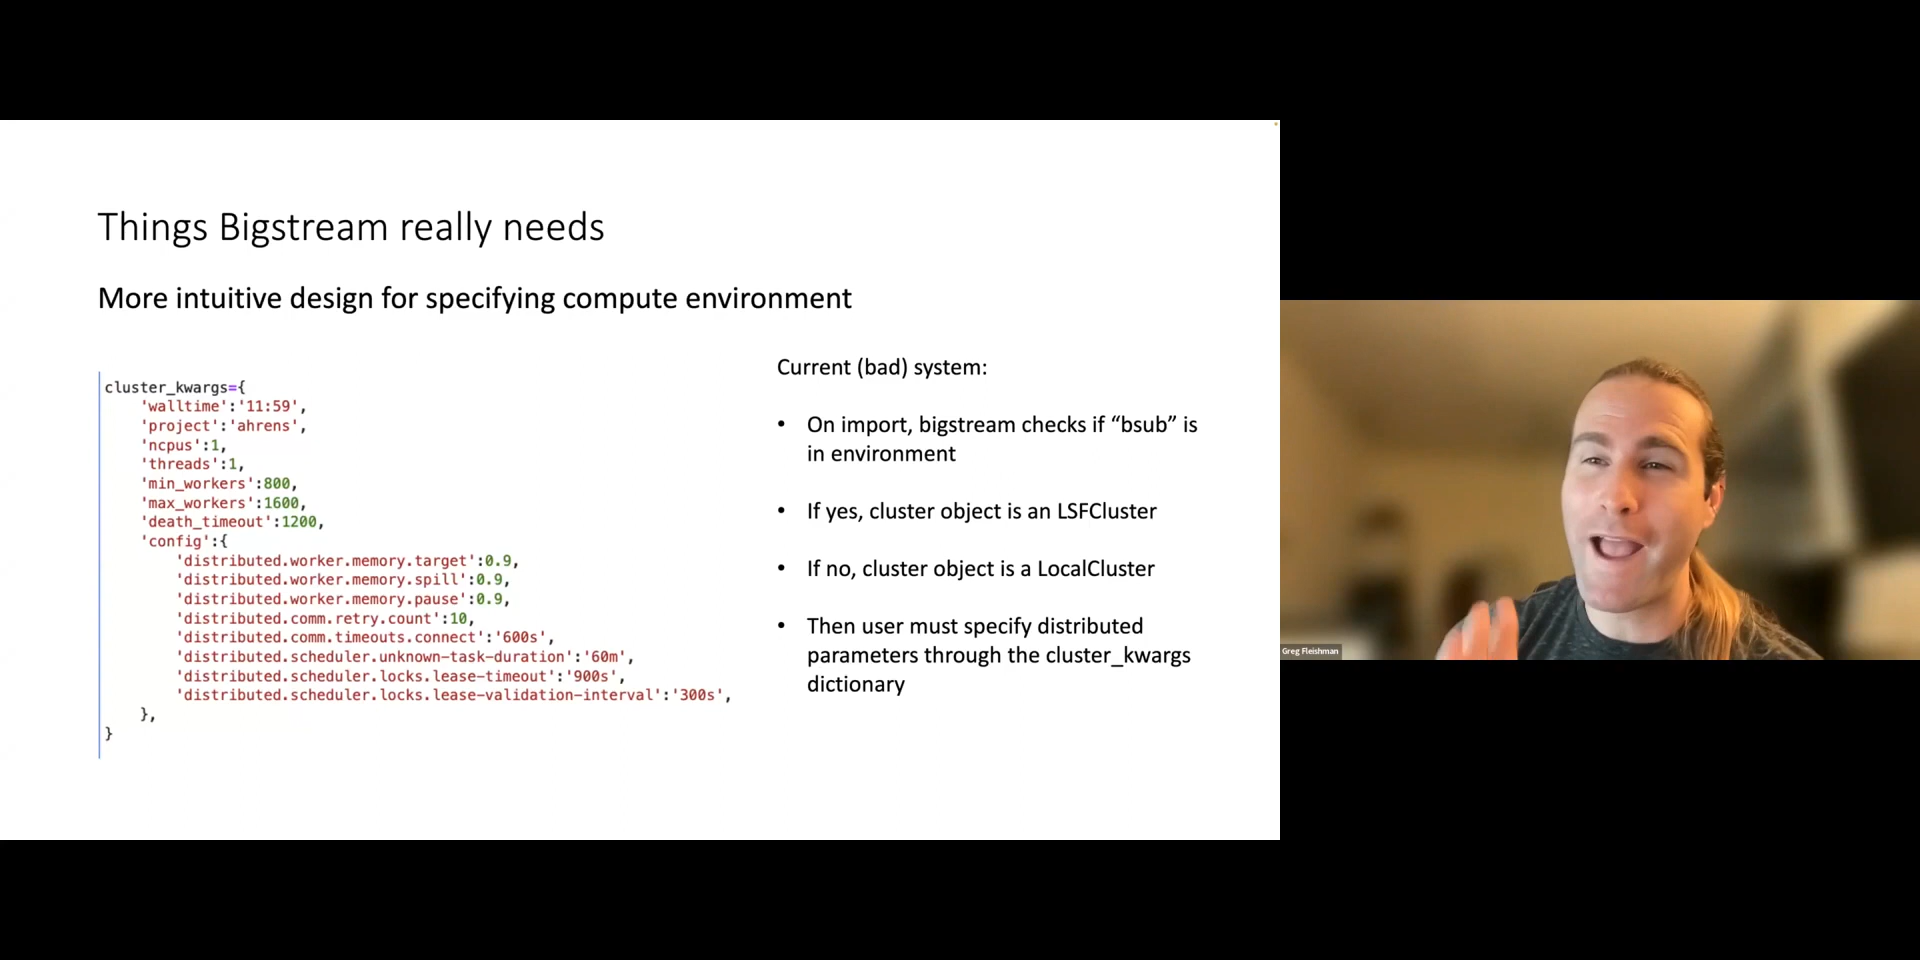 Things Bigstream really needs
More intuitive design for specifying compute environment
cluster_kwargs={
    'walltime':'11:59',
    'project':'ahrens',
    'ncpus':1,
    'threads':1,
    'min_workers':800,
    'max_workers':1600,
    'death_timeout':1200,
    'config':{
        'distributed.worker.memory.target':0.9,
        'distributed.worker.memory.spill':0.9,
        'distributed.worker.memory.pause':0.9,
        'distributed.comm.retry.count':10,
        'distributed.comm.timeouts.connect':'600s',
        'distributed.scheduler.unknown-task-duration':'60m',
        'distributed.scheduler.locks.lease-timeout':'900s',
        'distributed.scheduler.locks.lease-validation-interval':'300s',
    },
}
Current (bad) system:
• On import, bigstream checks if “bsub” is
in environment
• If yes, cluster object is an LSFCluster
• If no, cluster object is a LocalCluster
• Then user must specify distributed
parameters through the cluster_kwargs
dictionary
Greg Fleishman